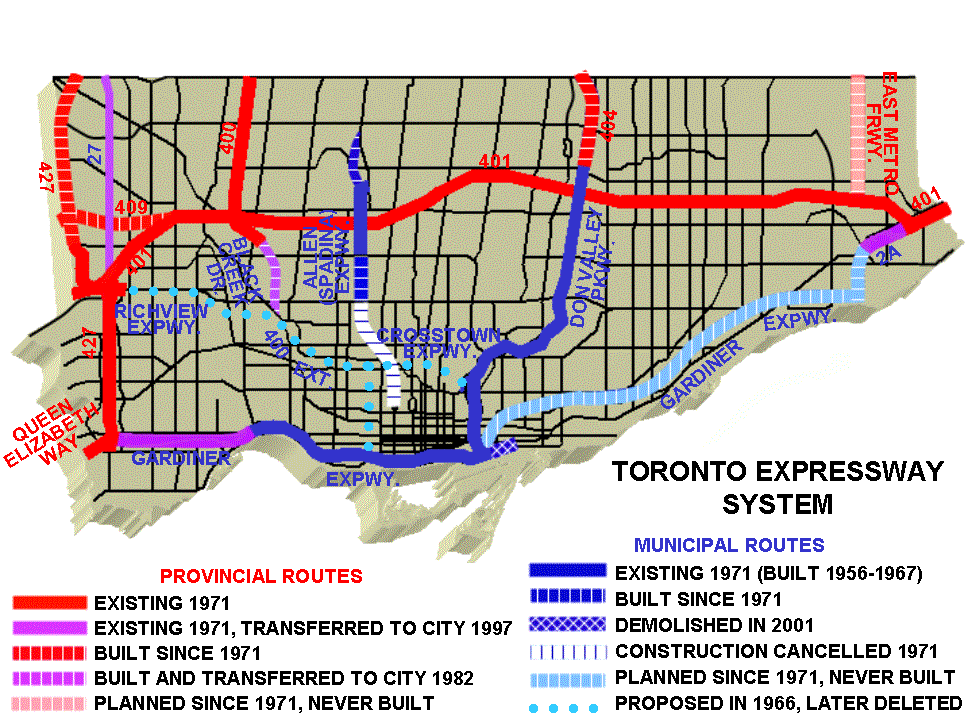 427
27
400
409
401
401
404
EAST METRO
FRWY.
401
2A
ALLEN
(SPADINA)
EXPWY.
BLACK
CREEK
DR.
DON VALLEY
PKWY.
RICHVIEW
EXPWY.
400 EXT.
CROSSTOWN
EXPWY.
427
QUEEN
ELIZABETH
WAY
GARDINER
EXPWY.
GARDINER
EXPWY.
TORONTO EXPRESSWAY
SYSTEM
PROVINCIAL ROUTES
EXISTING 1971
EXISTING 1971, TRANSFERRED TO CITY 1997
BUILT SINCE 1971
BUILT AND TRANSFERRED TO CITY 1982
PLANNED SINCE 1971, NEVER BUILT
MUNICIPAL ROUTES
EXISTING 1971 (BUILT 1956-1967)
BUILT SINCE 1971
DEMOLISHED IN 2001
CONSTRUCTION CANCELLED 1971
PLANNED SINCE 1971, NEVER BUILT
PROPOSED IN 1966, LATER DELETED